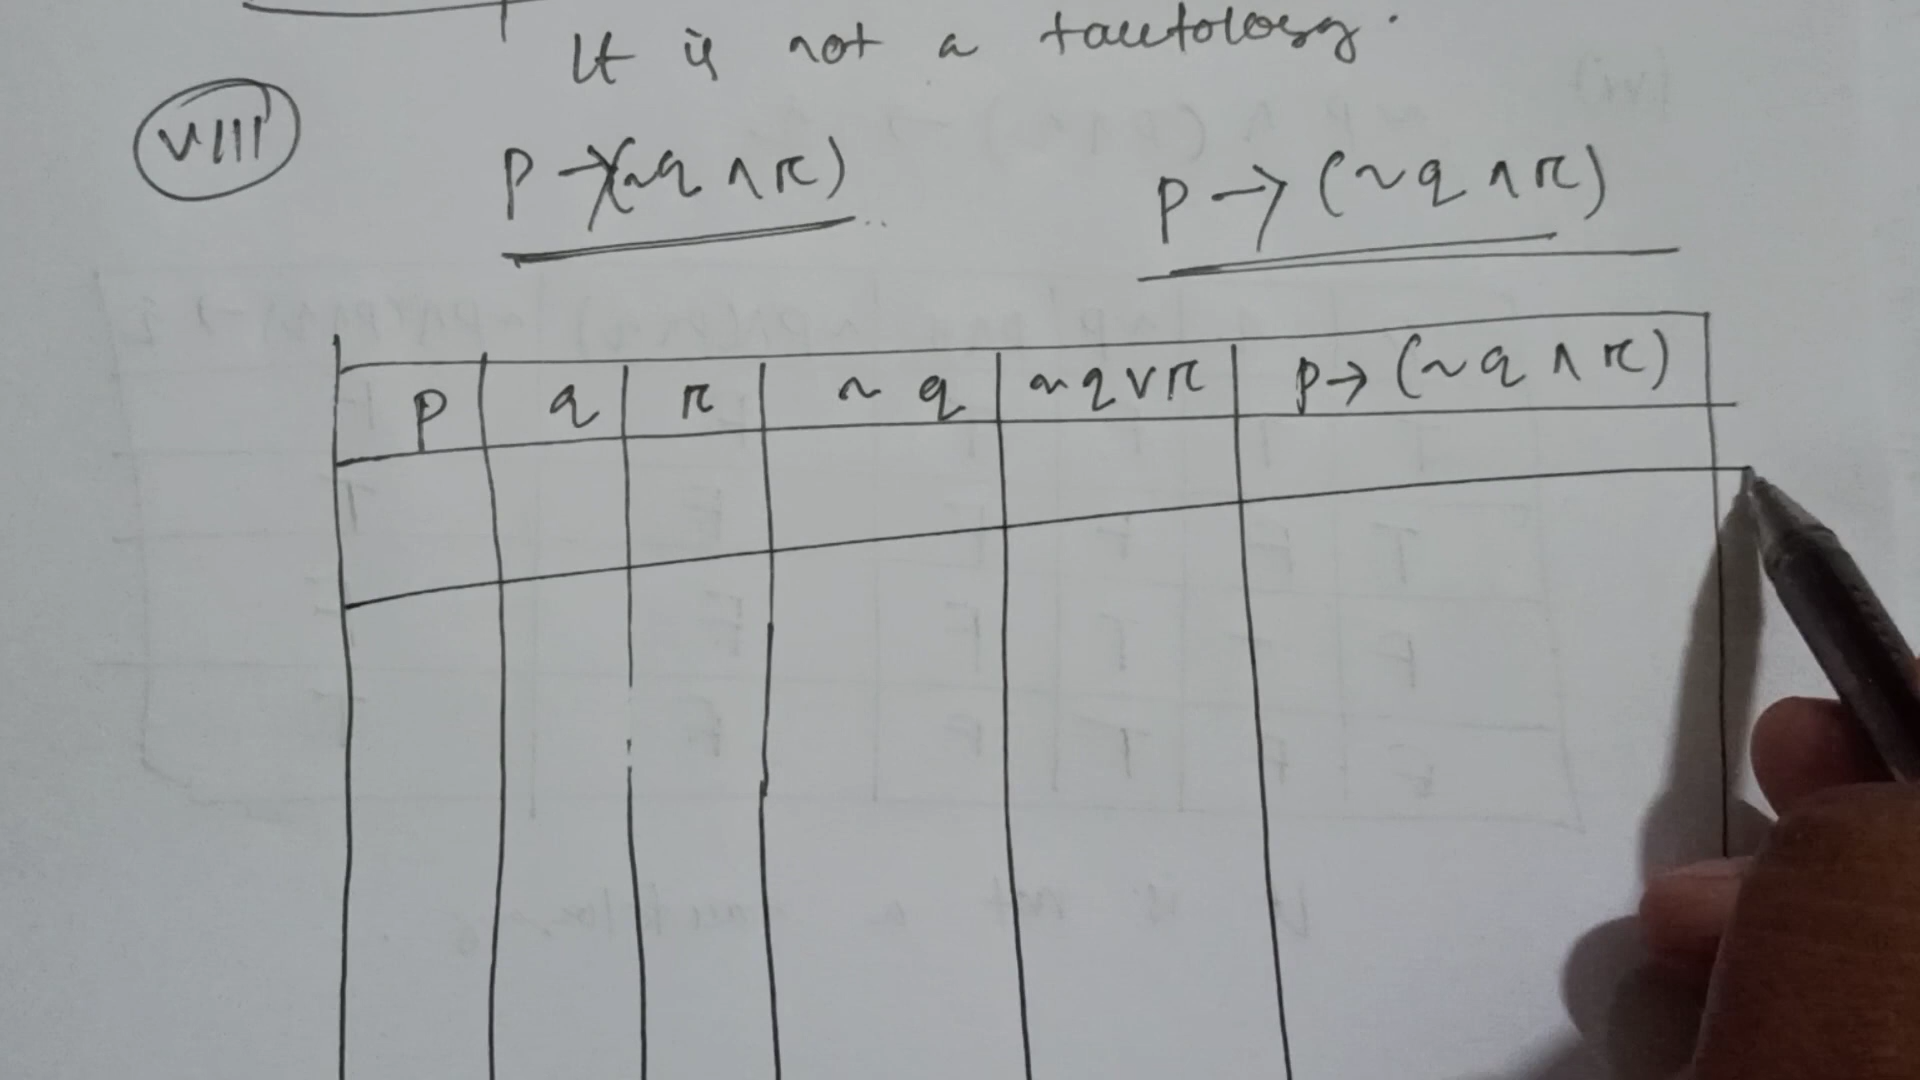 It is not a tautology.
VIII
p → (~q ∧ r) p → (~q ∧ r)
p q r ~q ~q ∨ r p → (~q ∧ r)